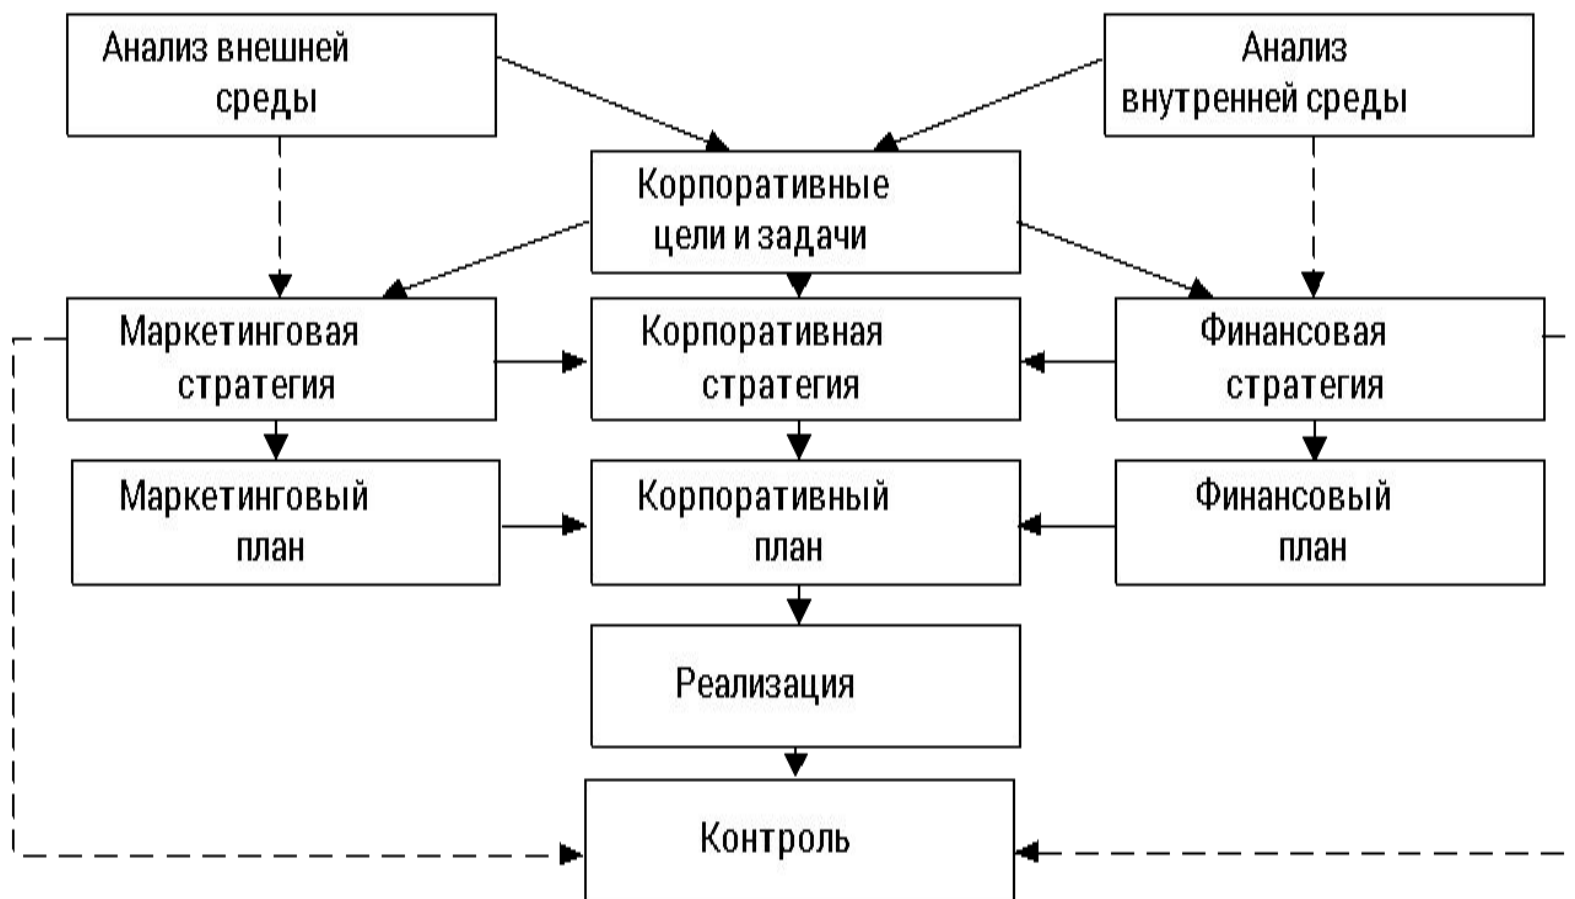 Анализ внешней
среды
Анализ
внутренней среды
Корпоративные
цели и задачи
Маркетинговая
стратегия
Корпоративная
стратегия
Финансовая
стратегия
Маркетинговый
план
Корпоративный
план
Финансовый
план
Реализация
Контроль